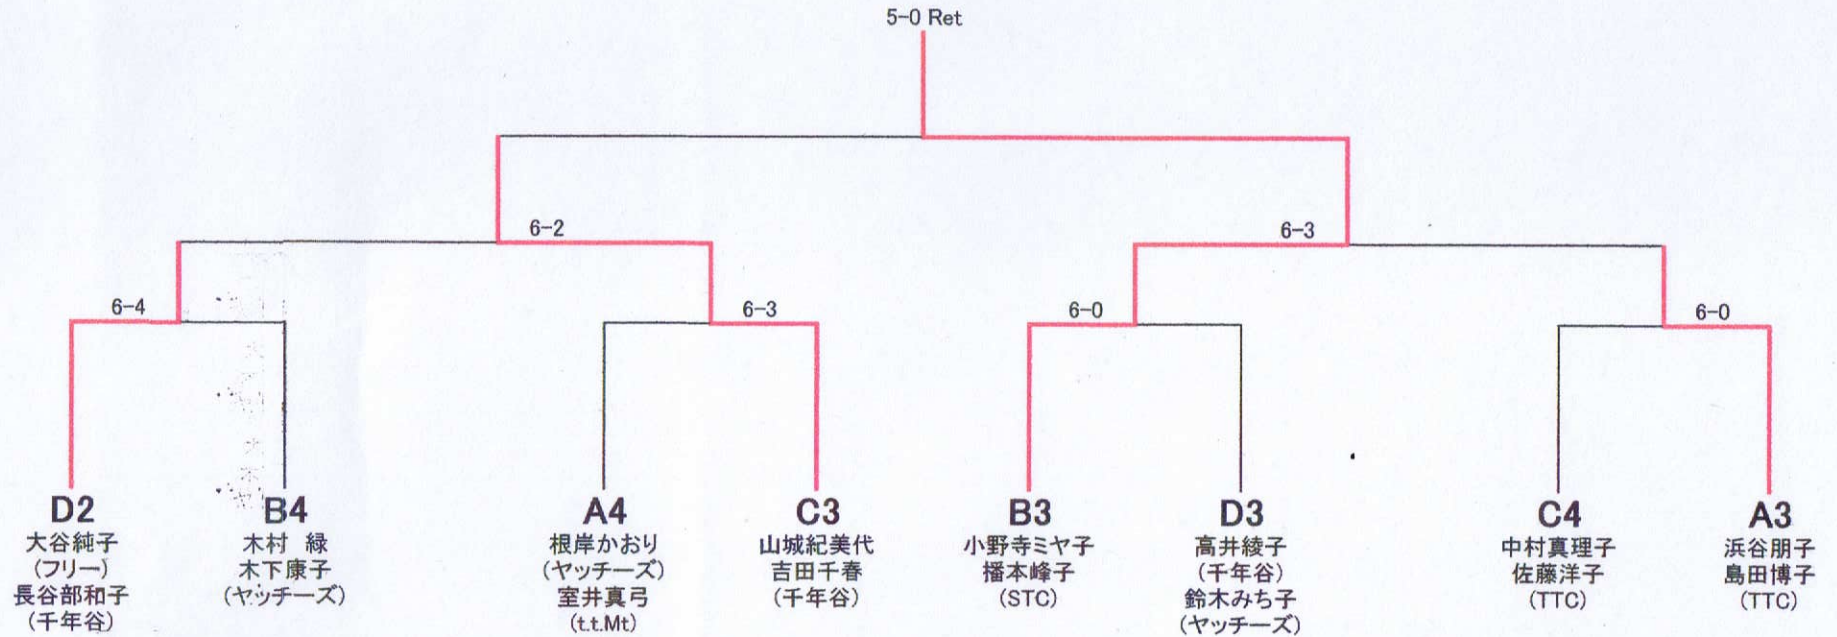 5-0 Ret
6-2
6-3
6-4
6-3
6-0
6-0
D2
大谷純子
(フリー)
長谷部和子
(千年谷)
B4
木村 緑
木下康子
(ヤッチーズ)
A4
根岸かおり
(ヤッチーズ)
室井真弓
(t.t.Mt)
C3
山城紀美代
吉田千春
(千年谷)
B3
小野寺ミヤ子
播本峰子
(STC)
D3
高井綾子
(千年谷)
鈴木みち子
(ヤッチーズ)
C4
中村真理子
佐藤洋子
(TTC)
A3
浜谷朋子
島田博子
(TTC)